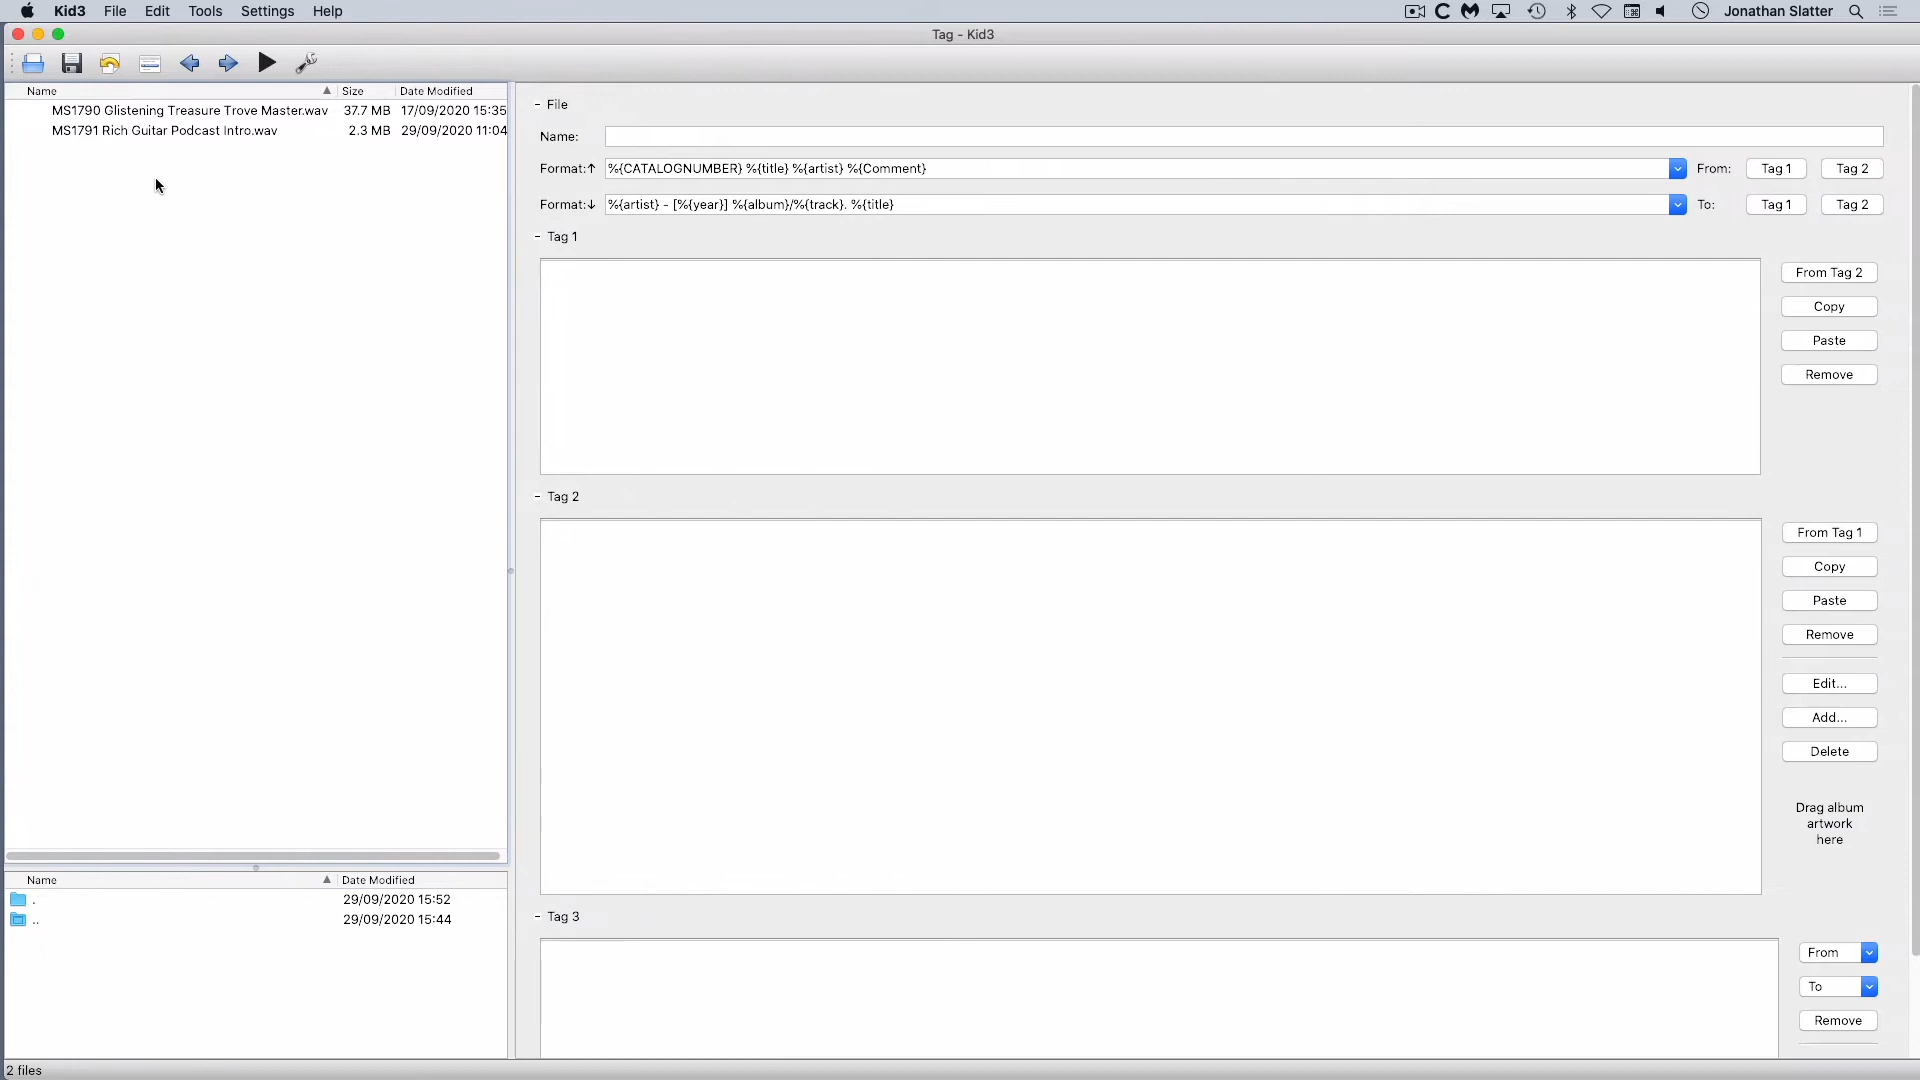 Kid3 File Edit Tools Settings Help Jonathan Slatter
Tag - Kid3
Name Size Date Modified
MS1790 Glistening Treasure Trove Master.wav 37.7 MB 17/09/2020 15:35
MS1791 Rich Guitar Podcast Intro.wav 2.3 MB 29/09/2020 11:04
- File
Name:
Format:↑ %{CATALOGNUMBER} %{title} %{artist} %{Comment} From: Tag 1 Tag 2
Format:↓ %{artist} - [%{year}] %{album}/%{track}. %{title} To: Tag 1 Tag 2
- Tag 1
From Tag 2
Copy
Paste
Remove
- Tag 2
From Tag 1
Copy
Paste
Remove
Edit...
Add...
Delete
Drag album
artwork
here
Name Date Modified
. 29/09/2020 15:52
.. 29/09/2020 15:44
- Tag 3
From
To
Remove
2 files